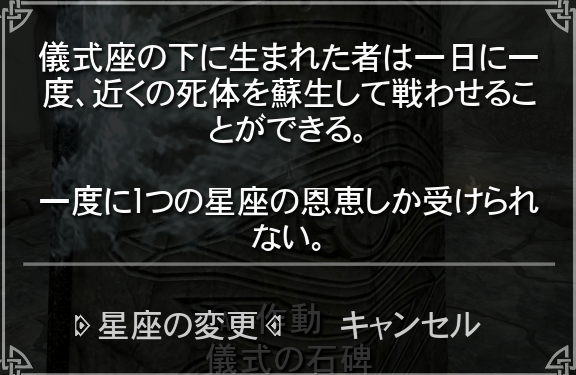 儀式座の下に生まれた者は一日に一
度、近くの死体を蘇生して戦わせるこ
とができる。
一度に1つの星座の恩恵しか受けられ
ない。
星座の変更 キャンセル
作動
儀式の石碑